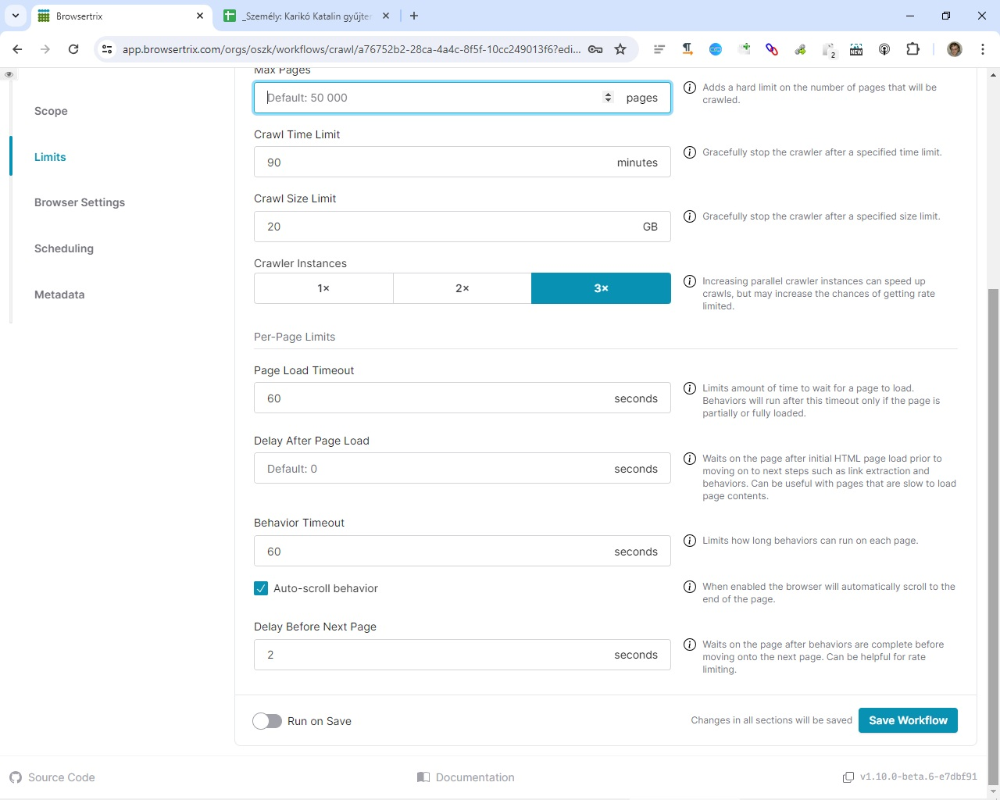 Browsertrix
_Személy: Karikó Katalin gyűjte
app.browsertrix.com/orgs/oszk/workflows/crawl/a76752b2-28ca-4a4c-8f5f-10cc249013f6?edi...
2
NEW
Scope
Limits
Browser Settings
Scheduling
Metadata
Max Pages
Default: 50 000
pages
Adds a hard limit on the number of pages that will be
crawled.
Crawl Time Limit
90
minutes
Gracefully stop the crawler after a specified time limit.
Crawl Size Limit
20
GB
Gracefully stop the crawler after a specified size limit.
Crawler Instances
1×
2×
3×
Increasing parallel crawler instances can speed up
crawls, but may increase the chances of getting rate
limited.
Per-Page Limits
Page Load Timeout
60
seconds
Limits amount of time to wait for a page to load.
Behaviors will run after this timeout only if the page is
partially or fully loaded.
Delay After Page Load
Default: 0
seconds
Waits on the page after initial HTML page load prior to
moving on to next steps such as link extraction and
behaviors. Can be useful with pages that are slow to load
page contents.
Behavior Timeout
60
seconds
Limits how long behaviors can run on each page.
Auto-scroll behavior
When enabled the browser will automatically scroll to the
end of the page.
Delay Before Next Page
2
seconds
Waits on the page after behaviors are complete before
moving onto the next page. Can be helpful for rate
limiting.
Run on Save
Changes in all sections will be saved
Save Workflow
Source Code
Documentation
v1.10.0-beta.6-e7dbf91